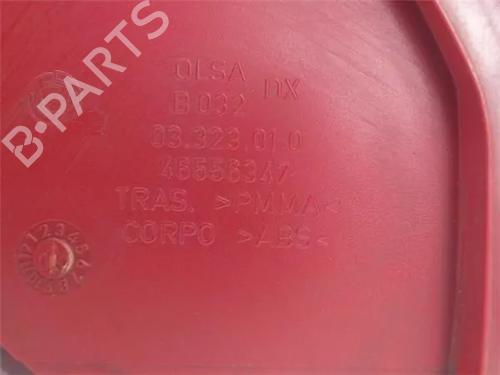 B-PARTS
OLSA DX
B032
03.323.01.0
46556347
TRAS. >PMMA<
CORPO >ABS<